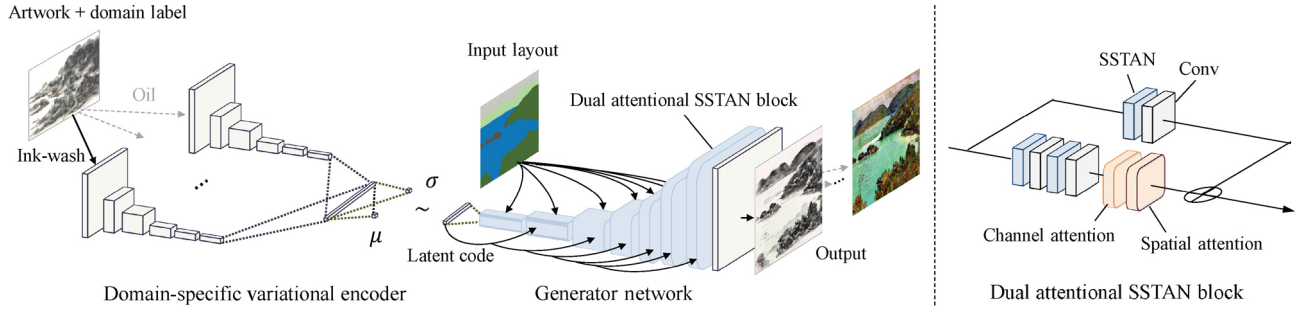 Artwork + domain label
Oil
Ink-wash
...
σ
~
μ
Domain-specific variational encoder
Input layout
Dual attentional SSTAN block
Latent code
...
Output
Generator network
SSTAN
Conv
Channel attention
Spatial attention
Dual attentional SSTAN block